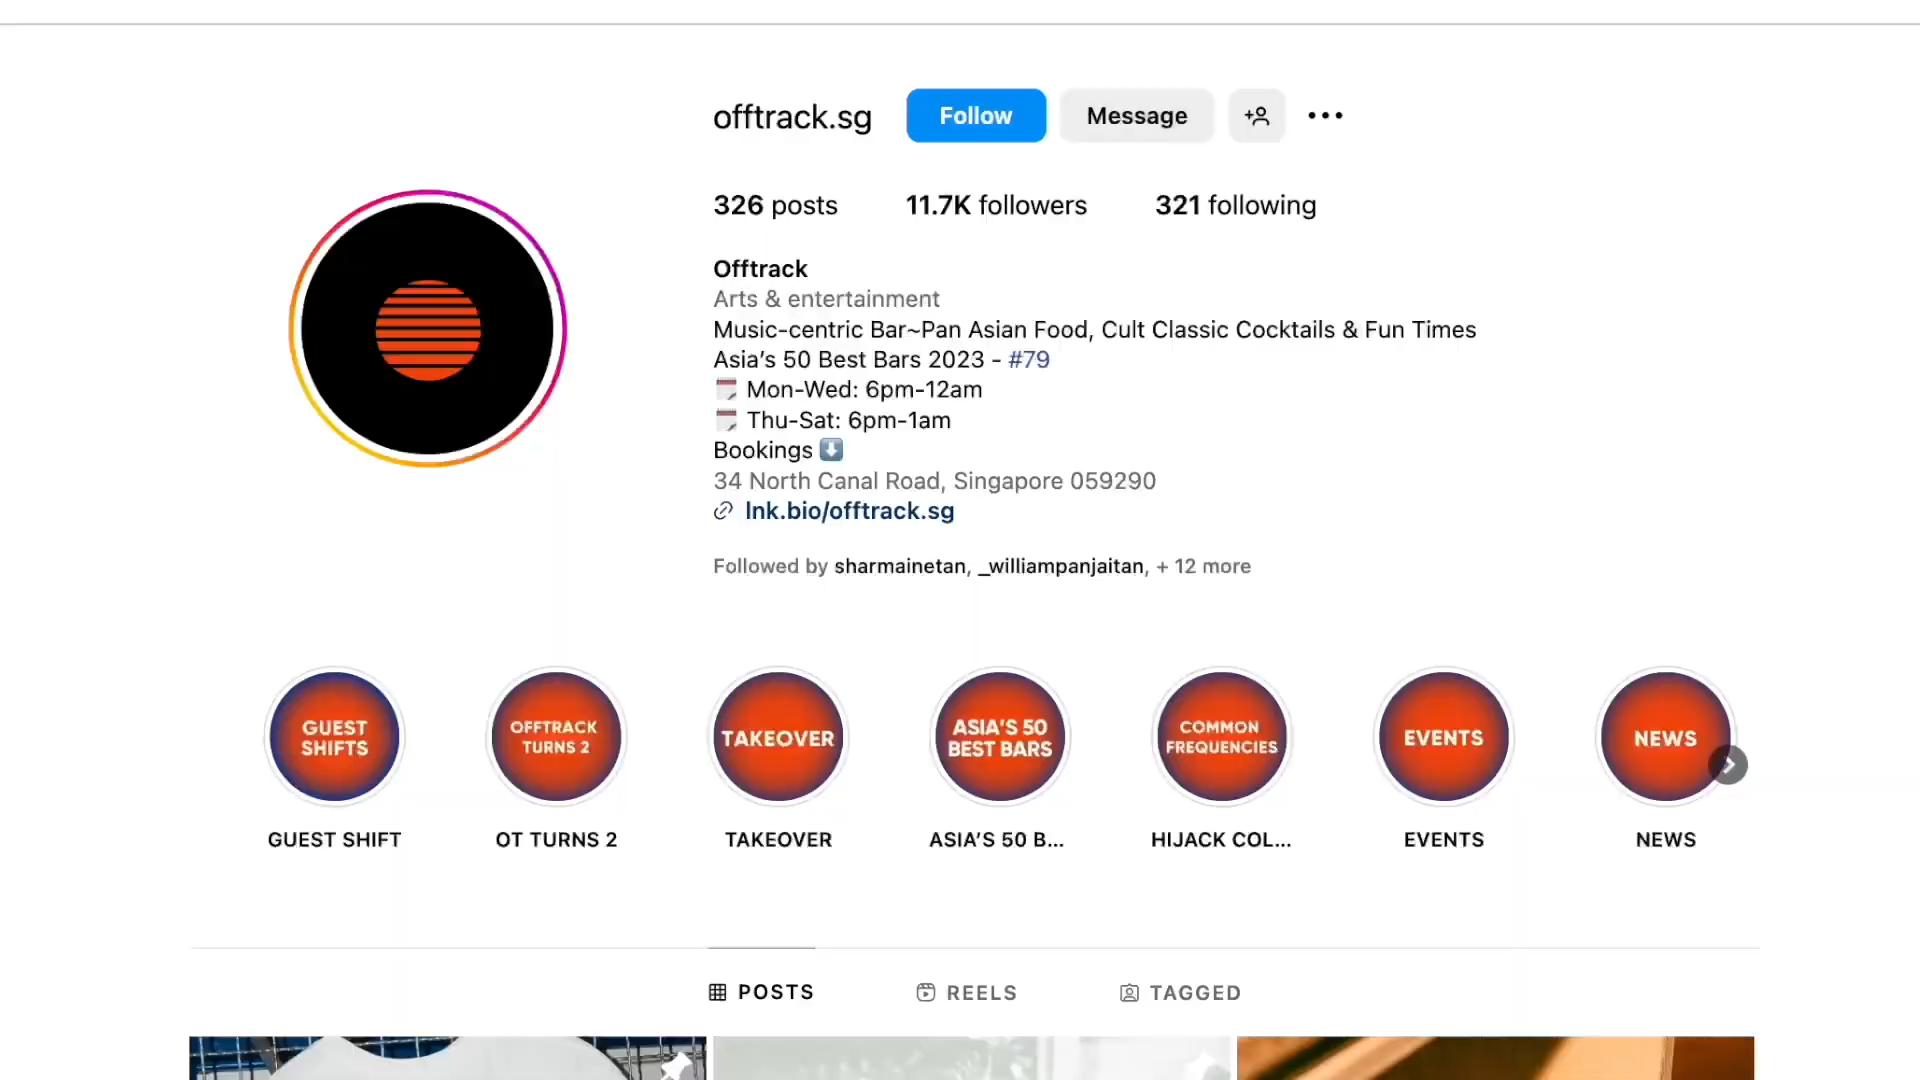 offtrack.sg Follow Message
326 posts 11.7K followers 321 following
Offtrack
Arts & entertainment
Music-centric Bar~Pan Asian Food, Cult Classic Cocktails & Fun Times
Asia’s 50 Best Bars 2023 - #79
🗓️ Mon-Wed: 6pm-12am
🗓️ Thu-Sat: 6pm-1am
Bookings ⬇️
34 North Canal Road, Singapore 059290
lnk.bio/offtrack.sg
Followed by sharmainetan, _williampanjaitan, + 12 more
GUEST
SHIFTS
OFFTRACK
TURNS 2
TAKEOVER
ASIA’S 50
BEST BARS
COMMON
FREQUENCIES
EVENTS
NEWS
GUEST SHIFT OT TURNS 2 TAKEOVER ASIA’S 50 B... HIJACK COL... EVENTS NEWS
POSTS REELS TAGGED